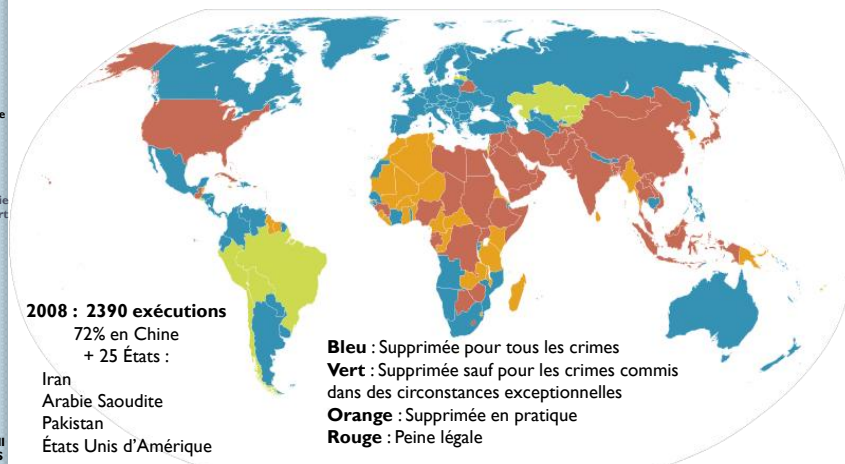 e
ie
rt
2008 : 2390 exécutions
72% en Chine
+ 25 États :
Iran
Arabie Saoudite
Pakistan
États Unis d'Amérique
Bleu : Supprimée pour tous les crimes
Vert : Supprimée sauf pour les crimes commis
dans des circonstances exceptionnelles
Orange : Supprimée en pratique
Rouge : Peine légale